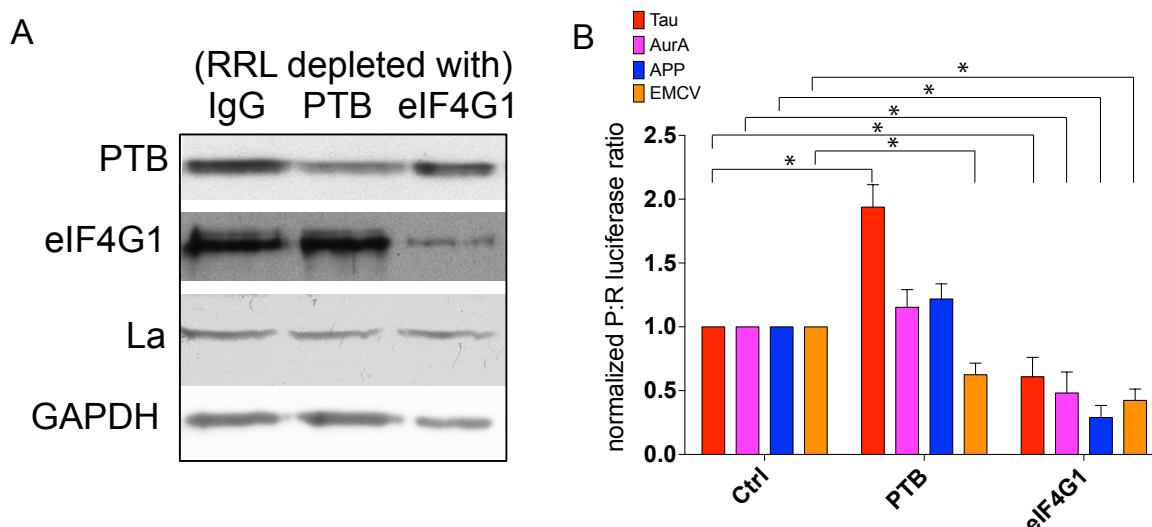 A
(RRL depleted with)
IgG PTB eIF4G1
PTB
eIF4G1
La
GAPDH
B
Tau
AurA
APP
EMCV
*
*
*
*
*
*
normalized P:R luciferase ratio
2.5
2.0
1.5
1.0
0.5
0.0
Ctrl
PTB
eIF4G1